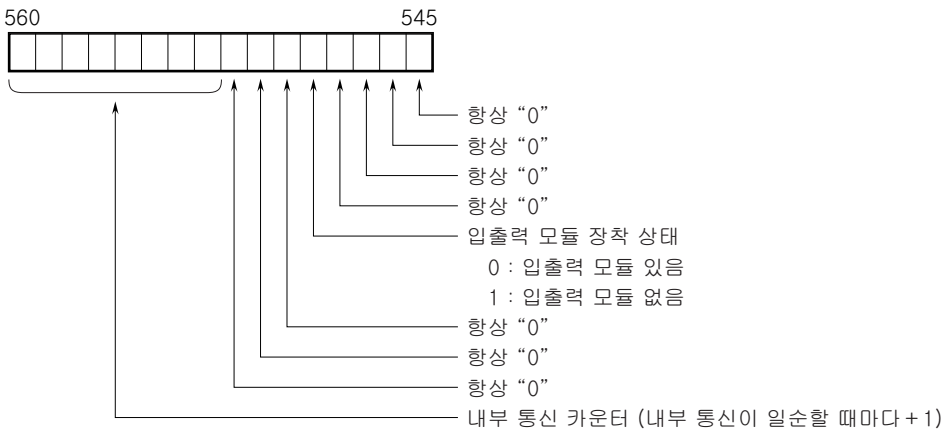 560 545
항상 “0”
항상 “0”
항상 “0”
항상 “0”
입출력 모듈 장착 상태
0 : 입출력 모듈 있음
1 : 입출력 모듈 없음
항상 “0”
항상 “0”
항상 “0”
내부 통신 카운터 (내부 통신이 일순할 때마다+1)